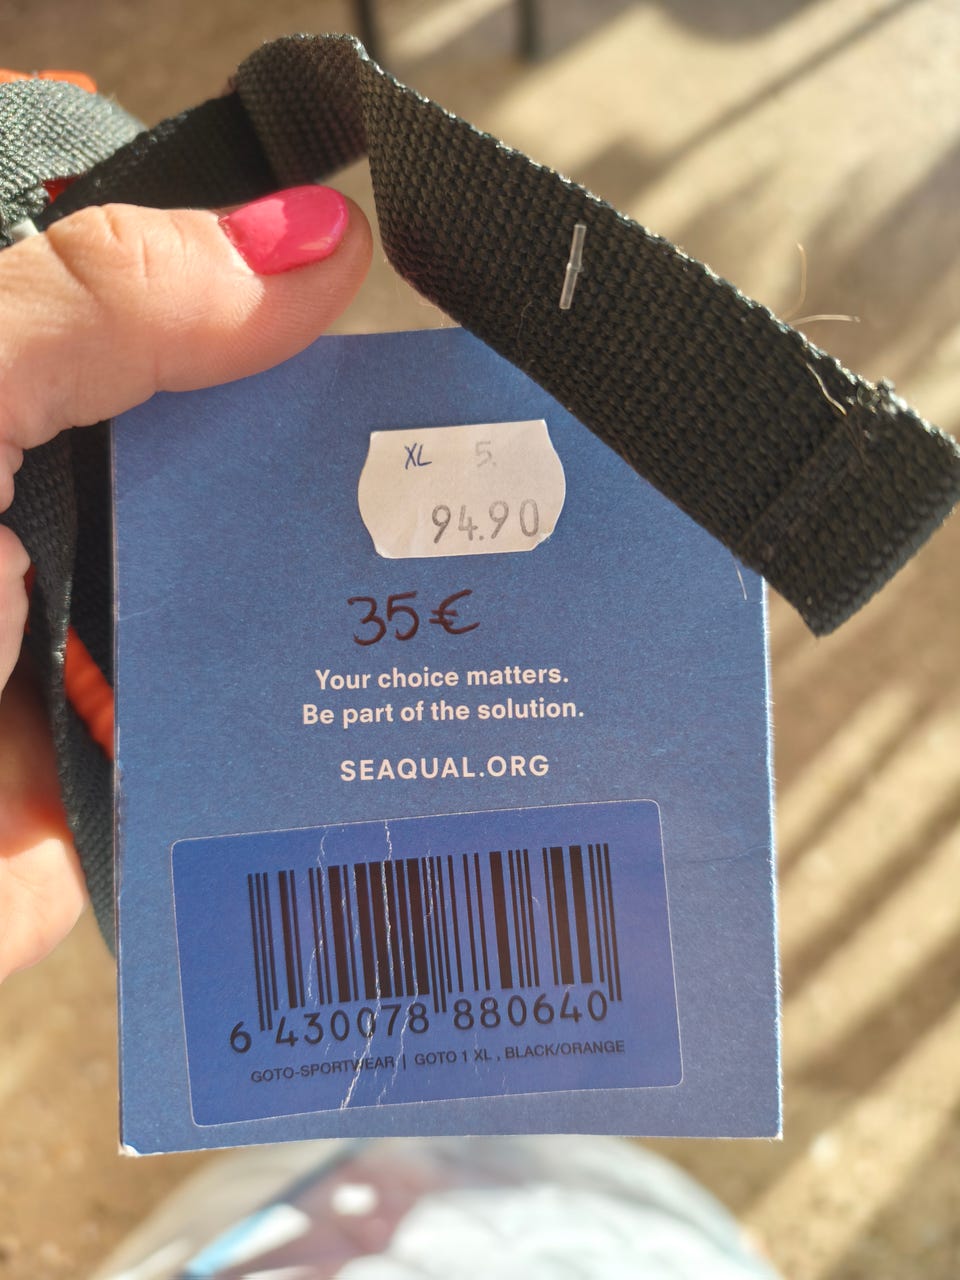 XL 5.
94.90
35€
Your choice matters.
Be part of the solution.
SEAQUAL.ORG
6 430078 880640
GOTO-SPORTWEAR | GOTO 1 XL , BLACK/ORANGE